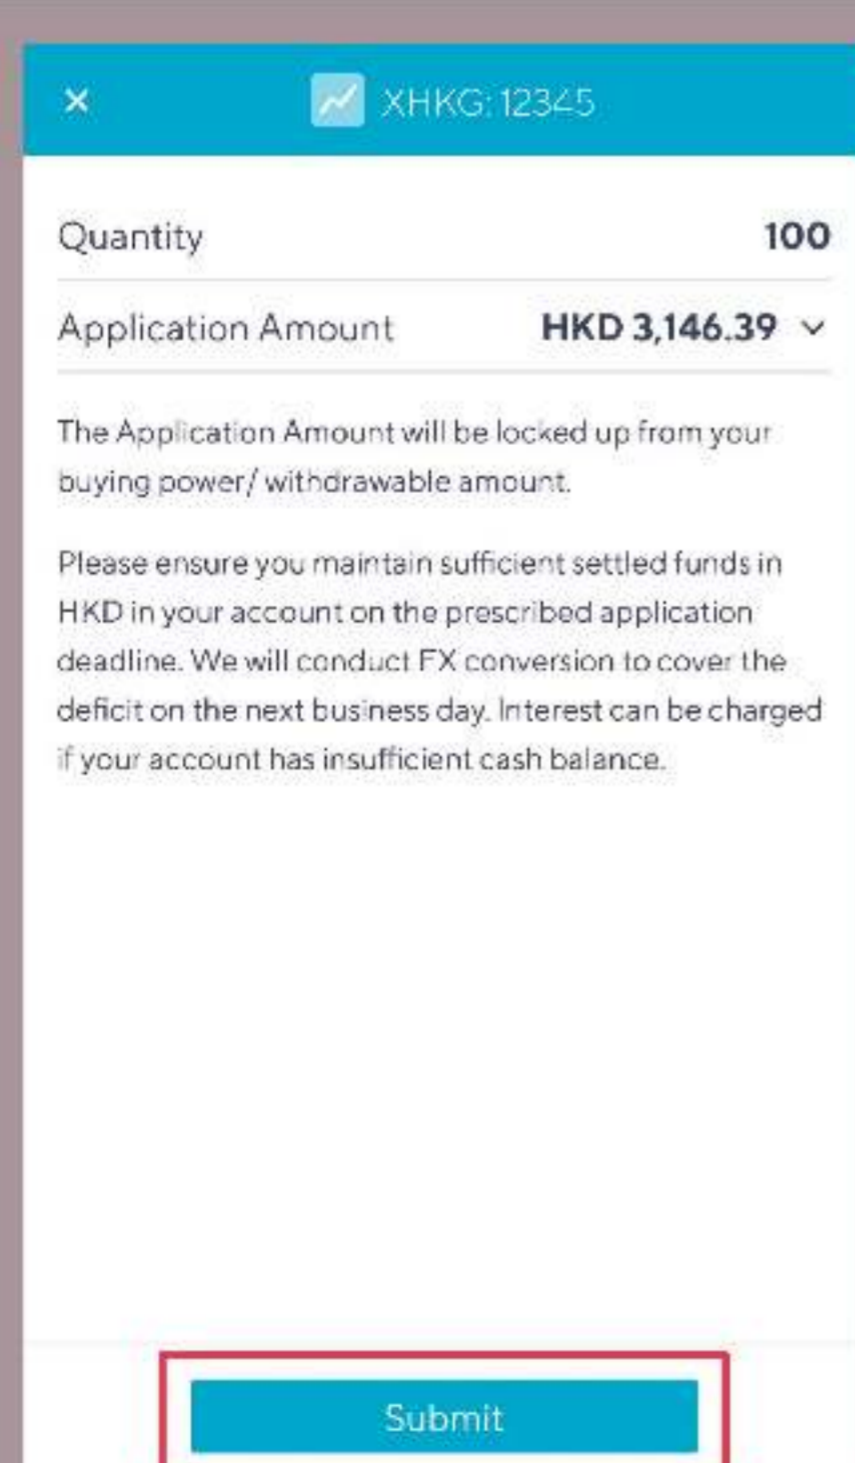 XHKG: 12345
Quantity 100
Application Amount HKD 3,146.39
The Application Amount will be locked up from your
buying power/ withdrawable amount.
Please ensure you maintain sufficient settled funds in
HKD in your account on the prescribed application
deadline. We will conduct FX conversion to cover the
deficit on the next business day. Interest can be charged
if your account has insufficient cash balance.
Submit